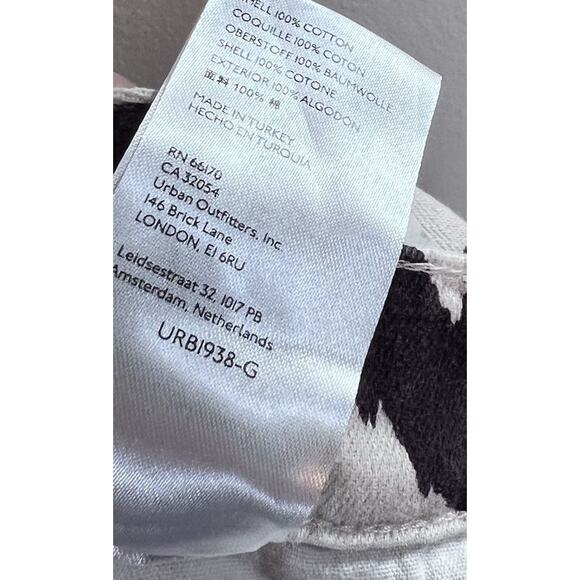 SHELL 100% COTTON
COQUILLE 100% COTON
OBERSTOFF 100% BAUMWOLLE
SHELL 100% COTONE
EXTERIOR 100% ALGODON
面料 100% 棉
MADE IN TURKEY
HECHO EN TURQUIA
RN 66170
CA 32054
Urban Outfitters, Inc
146 Brick Lane
LONDON, E1 6RU
Leidsestraat 32, 1017 PB
Amsterdam, Netherlands
URB1938-G